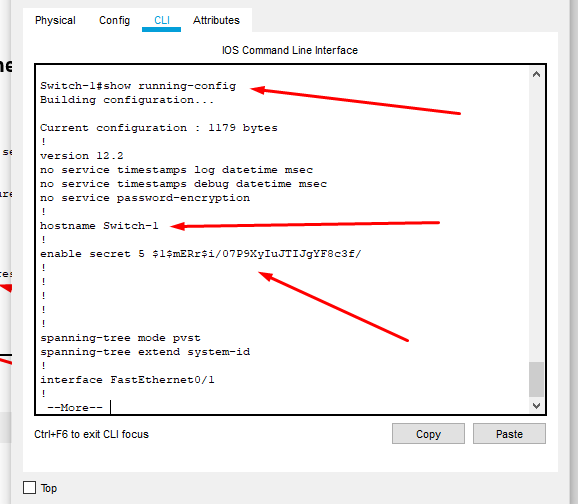 Physical Config CLI Attributes
IOS Command Line Interface
Switch-1#show running-config
Building configuration...
Current configuration : 1179 bytes
!
version 12.2
no service timestamps log datetime msec
no service timestamps debug datetime msec
no service password-encryption
!
hostname Switch-1
!
enable secret 5 $1$mERr$i/07P9XyIuJTIJgYF8c3f/
!
!
!
!
!
spanning-tree mode pvst
spanning-tree extend system-id
!
interface FastEthernet0/1
!
--More--
Ctrl+F6 to exit CLI focus
Copy Paste
Top